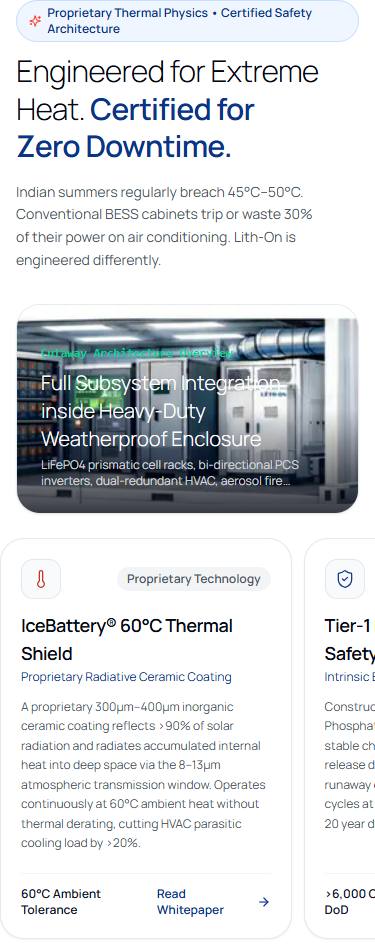 Proprietary Thermal Physics • Certified Safety
Architecture
Engineered for Extreme
Heat. Certified for
Zero Downtime.
Indian summers regularly breach 45°C–50°C.
Conventional BESS cabinets trip or waste 30%
of their power on air conditioning. Lith-On is
engineered differently.
Cutaway Architecture Overview
Full Subsystem Integration
inside Heavy-Duty
Weatherproof Enclosure
LiFePO4 prismatic cell racks, bi-directional PCS
inverters, dual-redundant HVAC, aerosol fire…
LITH-ON
Proprietary Technology
IceBattery® 60°C Thermal
Shield
Proprietary Radiative Ceramic Coating
A proprietary 300µm–400µm inorganic
ceramic coating reflects >90% of solar
radiation and radiates accumulated internal
heat into deep space via the 8–13µm
atmospheric transmission window. Operates
continuously at 60°C ambient heat without
thermal derating, cutting HVAC parasitic
cooling load by >20%.
60°C Ambient
Tolerance
Read
Whitepaper
Tier-1
Safety
Intrinsic
Construc
Phospha
stable ch
release d
runaway
cycles at
20 year d
>6,000 C
DoD